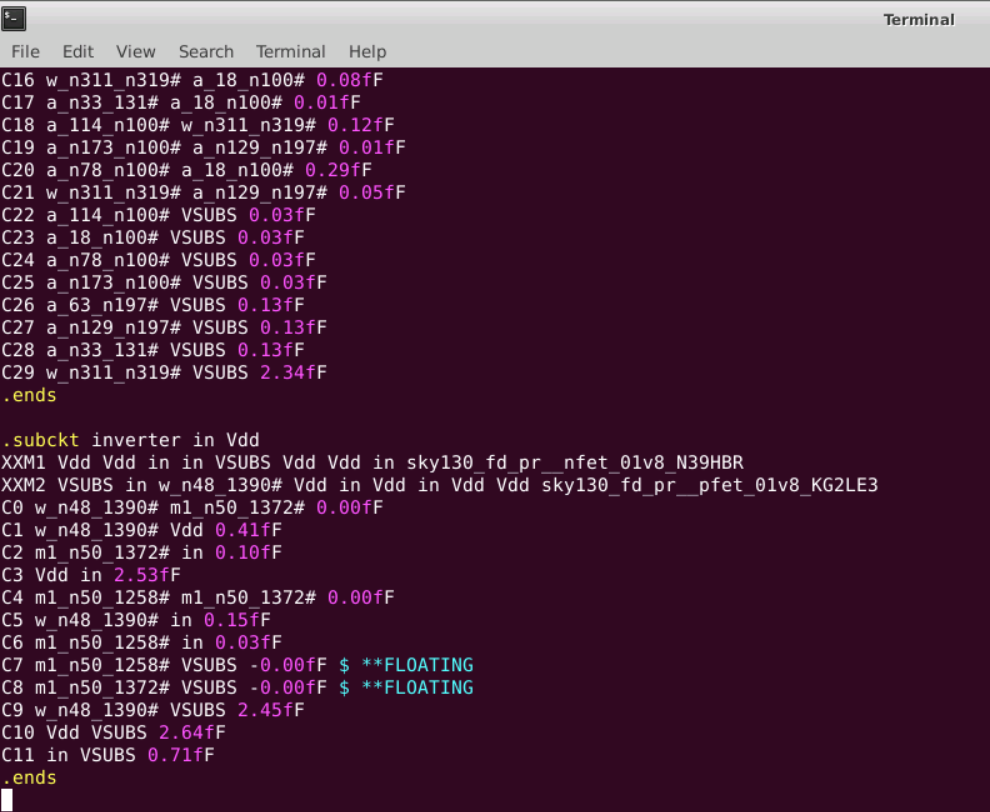 Terminal
File Edit View Search Terminal Help
C16 w_n311_n319# a_18_n100# 0.08fF
C17 a_n33_131# a_18_n100# 0.01fF
C18 a_114_n100# w_n311_n319# 0.12fF
C19 a_n173_n100# a_n129_n197# 0.01fF
C20 a_n78_n100# a_18_n100# 0.29fF
C21 w_n311_n319# a_n129_n197# 0.05fF
C22 a_114_n100# VSUBS 0.03fF
C23 a_18_n100# VSUBS 0.03fF
C24 a_n78_n100# VSUBS 0.03fF
C25 a_n173_n100# VSUBS 0.03fF
C26 a_63_n197# VSUBS 0.13fF
C27 a_n129_n197# VSUBS 0.13fF
C28 a_n33_131# VSUBS 0.13fF
C29 w_n311_n319# VSUBS 2.34fF
.ends
.subckt inverter in Vdd
XXM1 Vdd Vdd in in VSUBS Vdd Vdd in sky130_fd_pr__nfet_01v8_N39HBR
XXM2 VSUBS in w_n48_1390# Vdd in Vdd in Vdd Vdd sky130_fd_pr__pfet_01v8_KG2LE3
C0 w_n48_1390# m1_n50_1372# 0.00fF
C1 w_n48_1390# Vdd 0.41fF
C2 m1_n50_1372# in 0.10fF
C3 Vdd in 2.53fF
C4 m1_n50_1258# m1_n50_1372# 0.00fF
C5 w_n48_1390# in 0.15fF
C6 m1_n50_1258# in 0.03fF
C7 m1_n50_1258# VSUBS -0.00fF $ **FLOATING
C8 m1_n50_1372# VSUBS -0.00fF $ **FLOATING
C9 w_n48_1390# VSUBS 2.45fF
C10 Vdd VSUBS 2.64fF
C11 in VSUBS 0.71fF
.ends